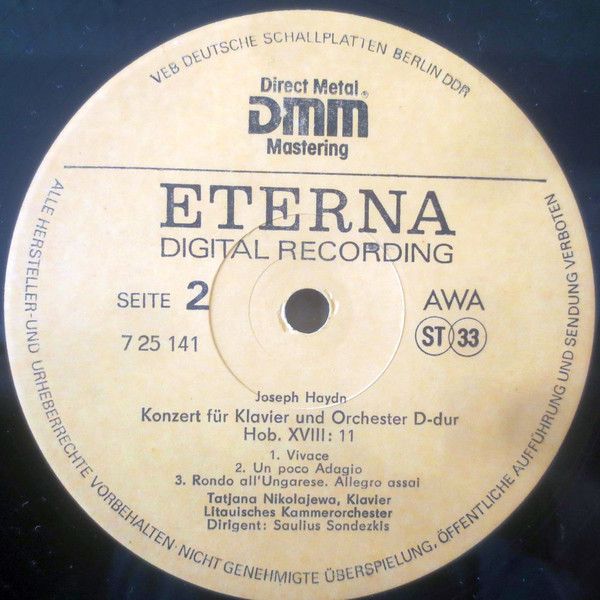 VEB DEUTSCHE SCHALLPLATTEN BERLIN DDR
Direct Metal
DMM®
Mastering
ETERNA
DIGITAL RECORDING
SEITE 2
AWA
7 25 141
ST 33
Joseph Haydn
Konzert für Klavier und Orchester D-dur
Hob. XVIII: 11
1. Vivace
2. Un poco Adagio
3. Rondo all'Ungarese. Allegro assai
Tatjana Nikolajewa, Klavier
Litauisches Kammerorchester
Dirigent: Saulius Sondezkis
ALLE HERSTELLER-UND URHEBERRECHTE VORBEHALTEN·NICHT GENEHMIGTE ÜBERSPIELUNG, ÖFFENTLICHE AUFFÜHRUNG UND SENDUNG VERBOTEN